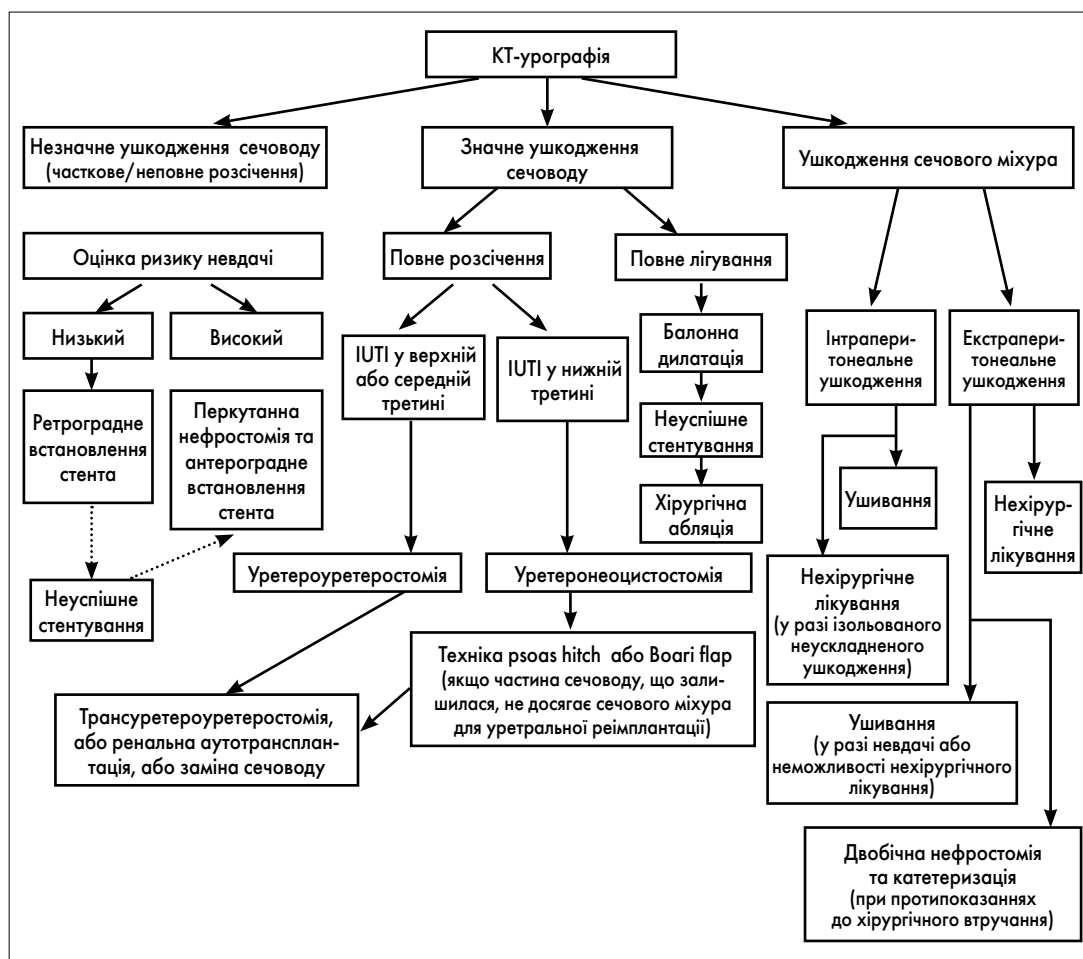 КТ-урографія
Незначне ушкодження сечоводу
(часткове/неповне розсічення)
Значне ушкодження
сечоводу
Ушкодження сечового міхура
Оцінка ризику невдачі
Повне розсічення
Повне лігування
Низький
Високий
IUTI у верхній
або середній
третині
IUTI у нижній
третині
Балонна
дилатація
Інтрапери-
тонеальне
ушкодження
Екстрапери-
тонеальне
ушкодження
Ретроградне
встановлення
стента
Перкутанна
нефростомія та
антероградне
встановлення
стента
Неуспішне
стентування
Ушивання
Нехірур-
гічне
лікування
Хірургічна
абляція
Неуспішне
стентування
Уретероуретеростомія
Уретеронеоцистостомія
Нехірургічне
лікування
(у разі ізольованого
неускладненого
ушкодження)
Техніка psoas hitch або Boari flap
(якщо частина сечоводу, що зали-
шилася, не досягає сечового міхура
для уретральної реімплантації)
Трансуретероуретеростомія,
або ренальна аутотрансплан-
тація, або заміна сечоводу
Ушивання
(у разі невдачі або
неможливості нехірургічного
лікування)
Двобічна нефростомія
та катетеризація
(при протипоказаннях
до хірургічного втручання)